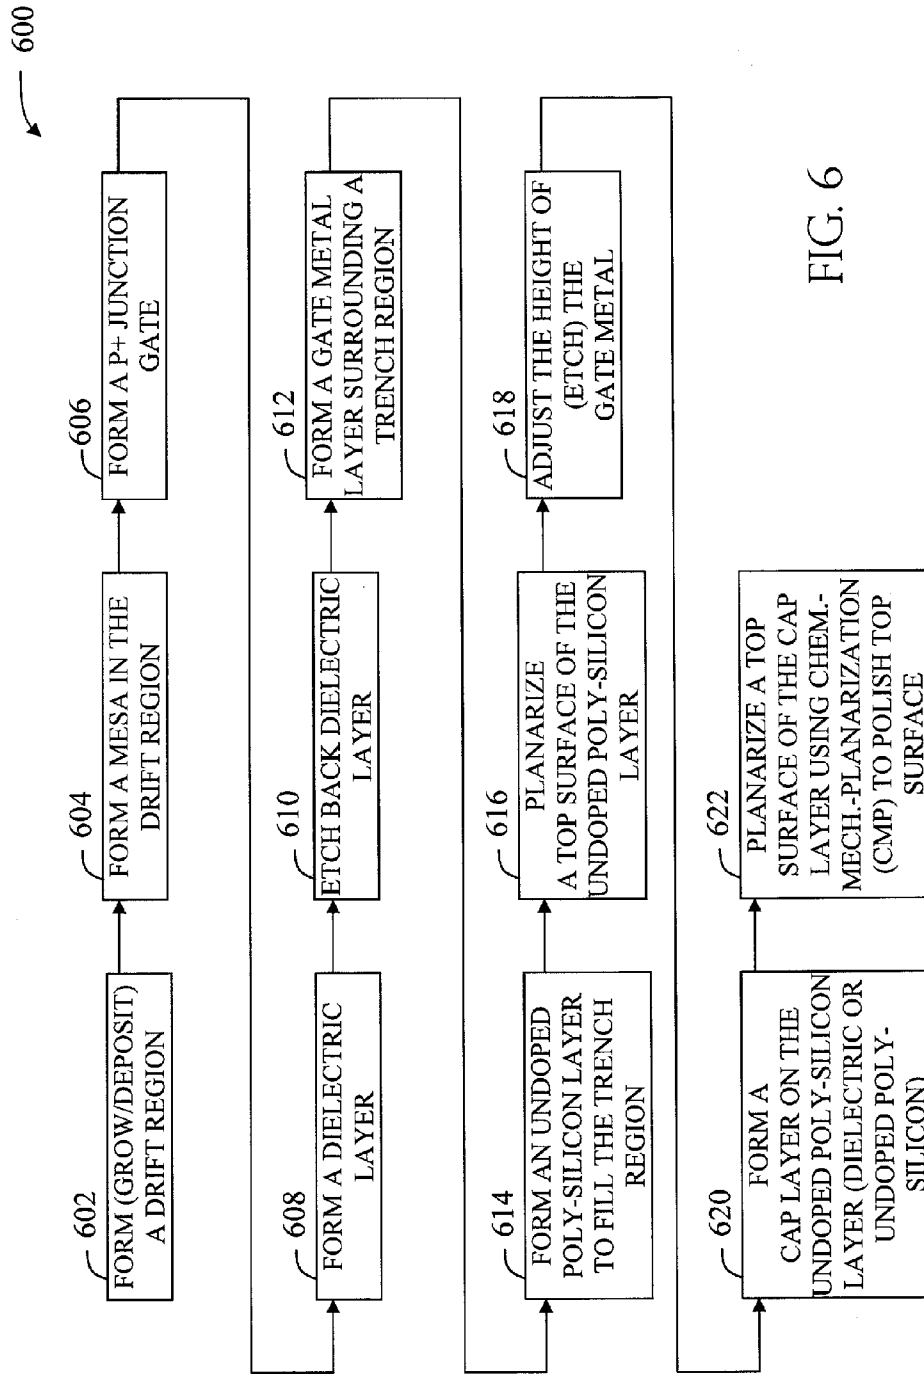 600
602
FORM (GROW/DEPOSIT)
A DRIFT REGION
604
FORM A MESA IN THE
DRIFT REGION
606
FORM A P+ JUNCTION
GATE
608
FORM A DIELECTRIC
LAYER
610
ETCH BACK DIELECTRIC
LAYER
612
FORM A GATE METAL
LAYER SURROUNDING A
TRENCH REGION
614
FORM AN UNDOPED
POLY-SILICON LAYER
TO FILL THE TRENCH
REGION
616
PLANARIZE
A TOP SURFACE OF THE
UNDOPED POLY-SILICON
LAYER
618
ADJUST THE HEIGHT OF
(ETCH) THE
GATE METAL
620
FORM A
CAP LAYER ON THE
UNDOPED POLY-SILICON
LAYER (DIELECTRIC OR
UNDOPED POLY-
SILICON)
622
PLANARIZE A TOP
SURFACE OF THE CAP
LAYER USING CHEM.-
MECH.-PLANARIZATION
(CMP) TO POLISH TOP
SURFACE
FIG. 6